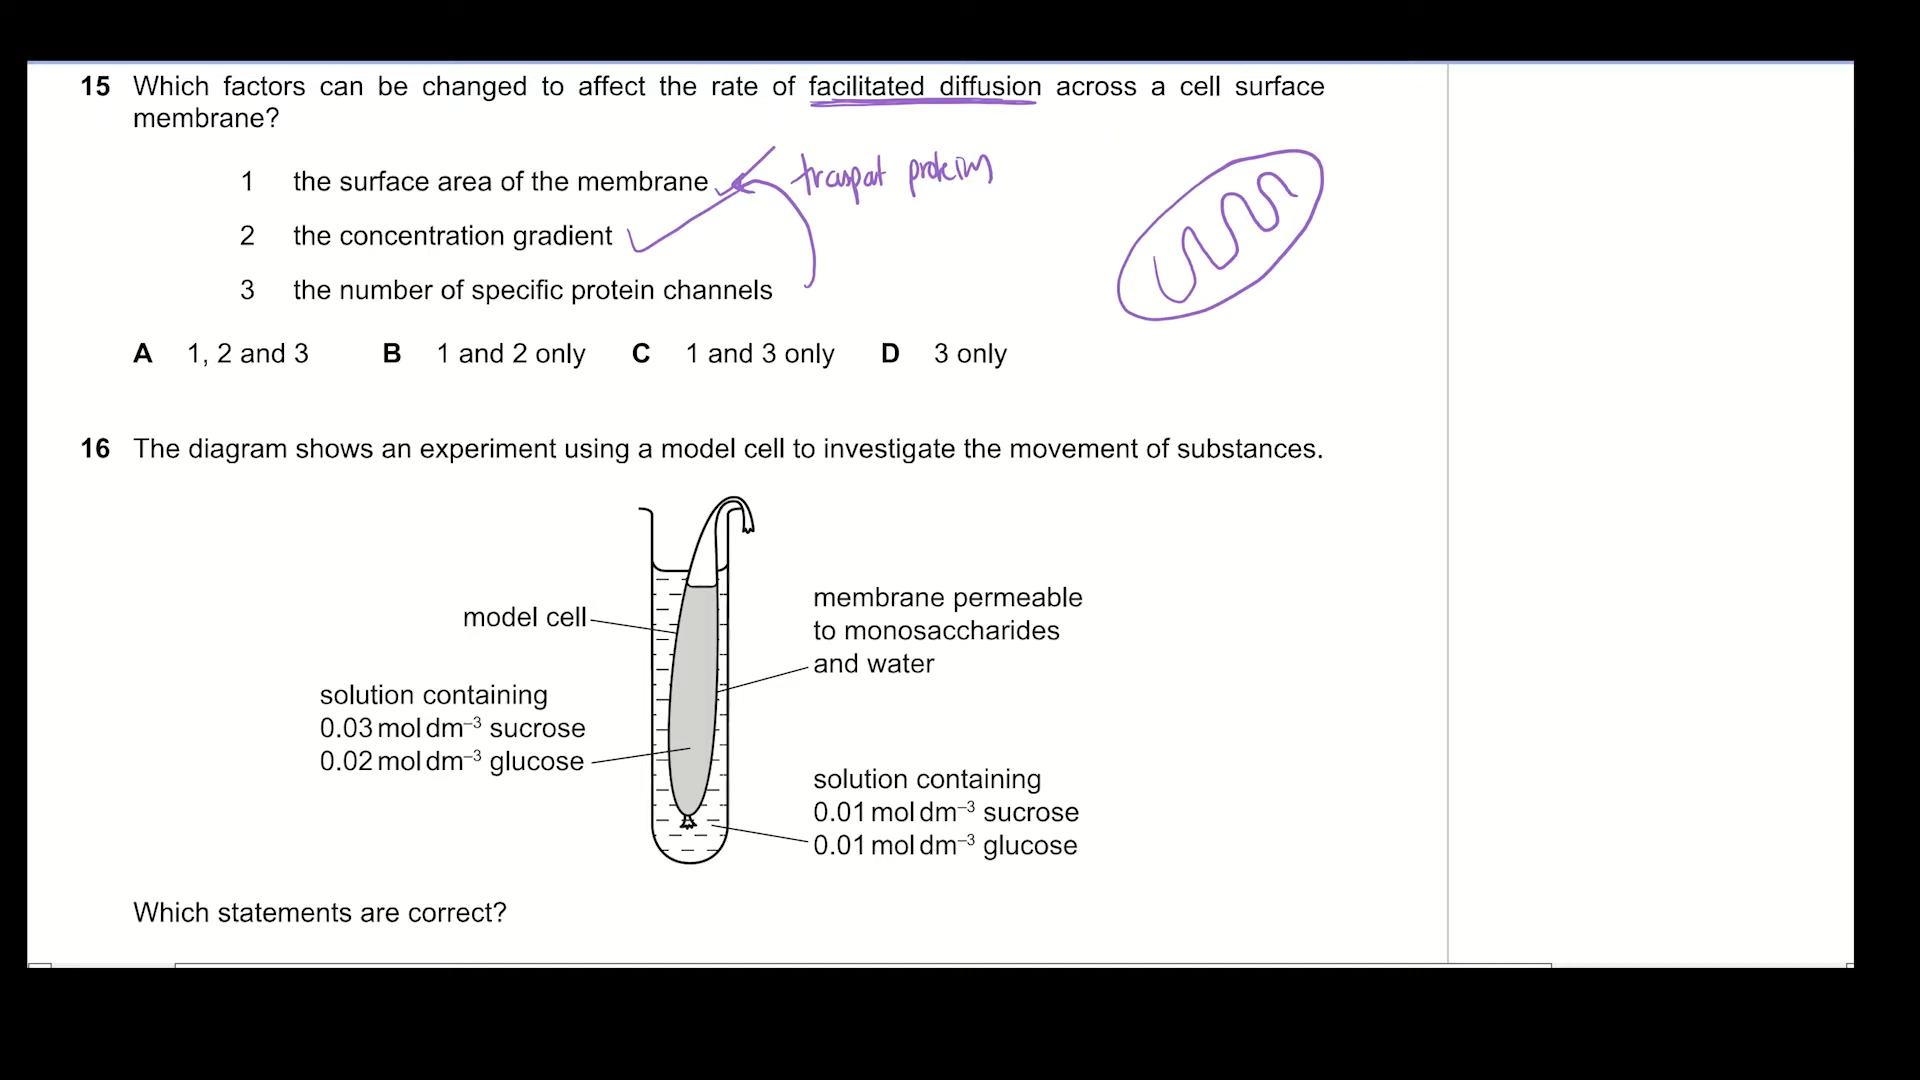 15 Which factors can be changed to affect the rate of facilitated diffusion across a cell surface
membrane?
1 the surface area of the membrane
traspat proteins
2 the concentration gradient
3 the number of specific protein channels
A 1, 2 and 3 B 1 and 2 only C 1 and 3 only D 3 only
16 The diagram shows an experiment using a model cell to investigate the movement of substances.
model cell
membrane permeable
to monosaccharides
and water
solution containing
0.03 mol dm⁻³ sucrose
0.02 mol dm⁻³ glucose
solution containing
0.01 mol dm⁻³ sucrose
0.01 mol dm⁻³ glucose
Which statements are correct?